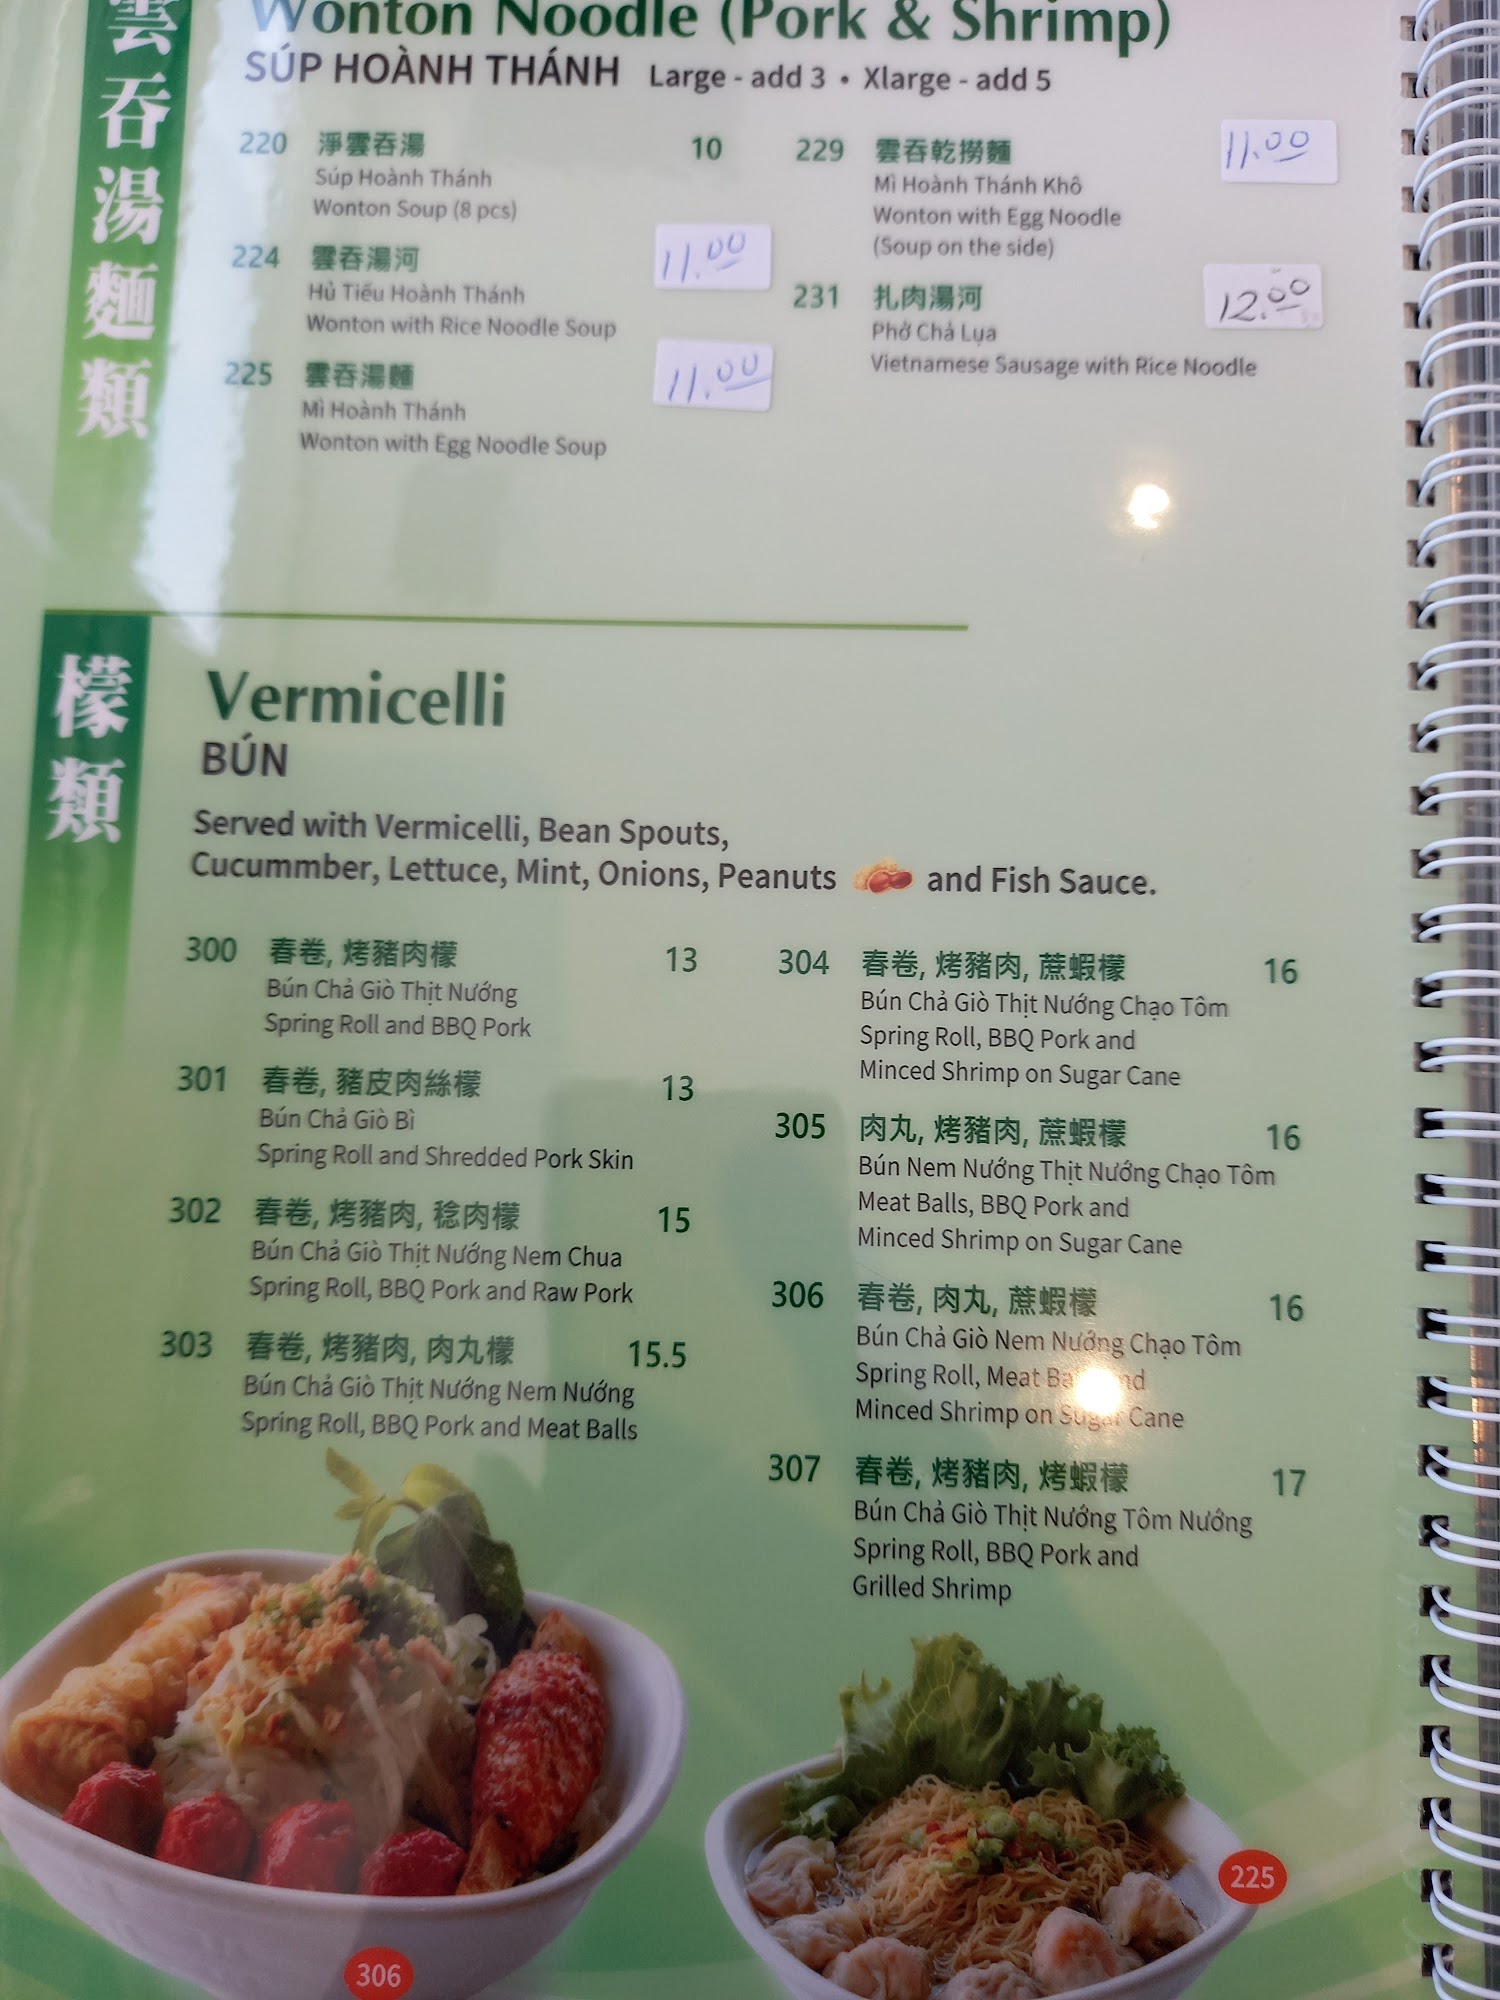 雲吞湯麵類
Wonton Noodle (Pork & Shrimp)
SÚP HOÀNH THÁNH Large - add 3 • Xlarge - add 5
220 淨雲吞湯 10
Súp Hoành Thánh
Wonton Soup (8 pcs)
224 雲吞湯河 11.00
Hủ Tiếu Hoành Thánh
Wonton with Rice Noodle Soup
225 雲吞湯麵 11.00
Mì Hoành Thánh
Wonton with Egg Noodle Soup
229 雲吞乾撈麵 11.00
Mì Hoành Thánh Khô
Wonton with Egg Noodle
(Soup on the side)
231 扎肉湯河 12.00
Phở Chả Lụa
Vietnamese Sausage with Rice Noodle
檬類
Vermicelli
BÚN
Served with Vermicelli, Bean Spouts,
Cucummber, Lettuce, Mint, Onions, Peanuts and Fish Sauce.
300 春卷, 烤豬肉檬 13
Bún Chả Giò Thịt Nướng
Spring Roll and BBQ Pork
301 春卷, 豬皮肉絲檬 13
Bún Chả Giò Bì
Spring Roll and Shredded Pork Skin
302 春卷, 烤豬肉, 稔肉檬 15
Bún Chả Giò Thịt Nướng Nem Chua
Spring Roll, BBQ Pork and Raw Pork
303 春卷, 烤豬肉, 肉丸檬 15.5
Bún Chả Giò Thịt Nướng Nem Nướng
Spring Roll, BBQ Pork and Meat Balls
304 春卷, 烤豬肉, 蔗蝦檬 16
Bún Chả Giò Thịt Nướng Chạo Tôm
Spring Roll, BBQ Pork and
Minced Shrimp on Sugar Cane
305 肉丸, 烤豬肉, 蔗蝦檬 16
Bún Nem Nướng Thịt Nướng Chạo Tôm
Meat Balls, BBQ Pork and
Minced Shrimp on Sugar Cane
306 春卷, 肉丸, 蔗蝦檬 16
Bún Chả Giò Nem Nướng Chạo Tôm
Spring Roll, Meat Balls and
Minced Shrimp on Sugar Cane
307 春卷, 烤豬肉, 烤蝦檬 17
Bún Chả Giò Thịt Nướng Tôm Nướng
Spring Roll, BBQ Pork and
Grilled Shrimp
225
306